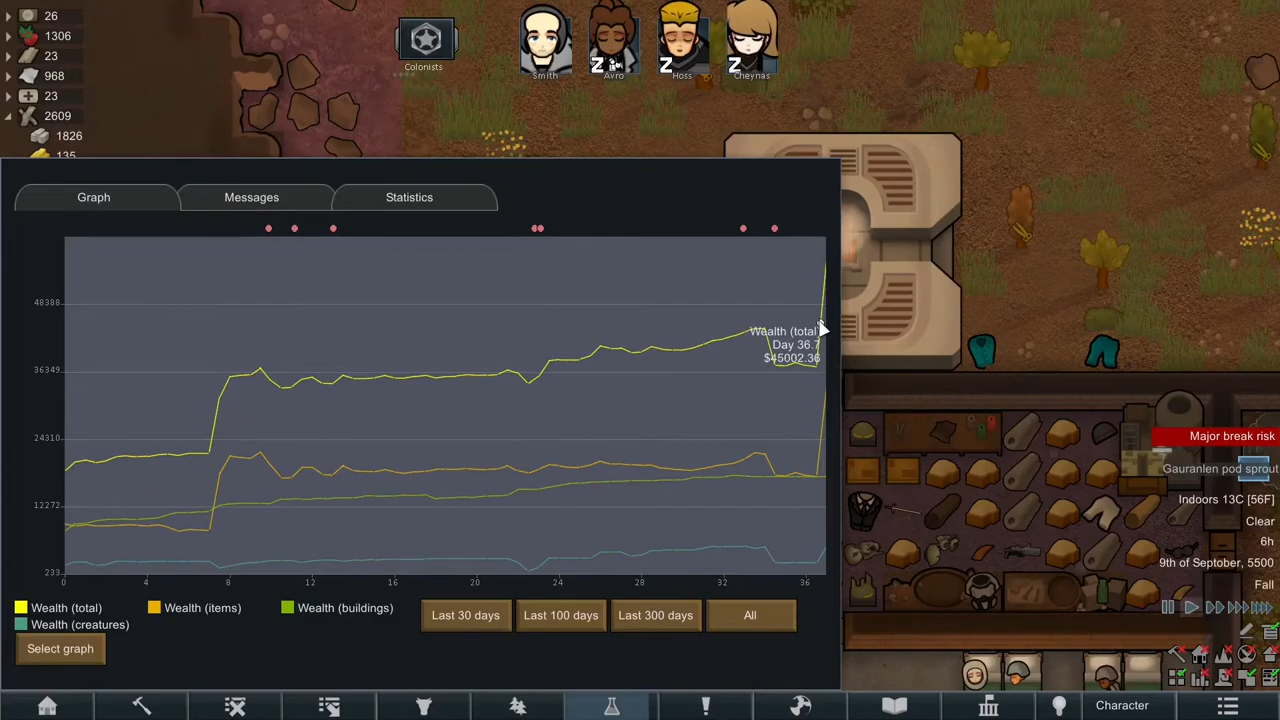 26
1306
23
968
23
2609
1826
135
Colonists
Smith
Avro
Hoss
Cheynas
Z
Z
Z
Graph
Messages
Statistics
48388
36349
24310
12272
233
Wealth (total)
Day 36.7
$45002.36
0
4
8
12
16
20
24
28
32
36
Wealth (total)
Wealth (items)
Wealth (buildings)
Wealth (creatures)
Last 30 days
Last 100 days
Last 300 days
All
Select graph
Major break risk
Gauranlen pod sprout
Indoors 13C [56F]
Clear
6h
9th of September, 5500
Fall
Character